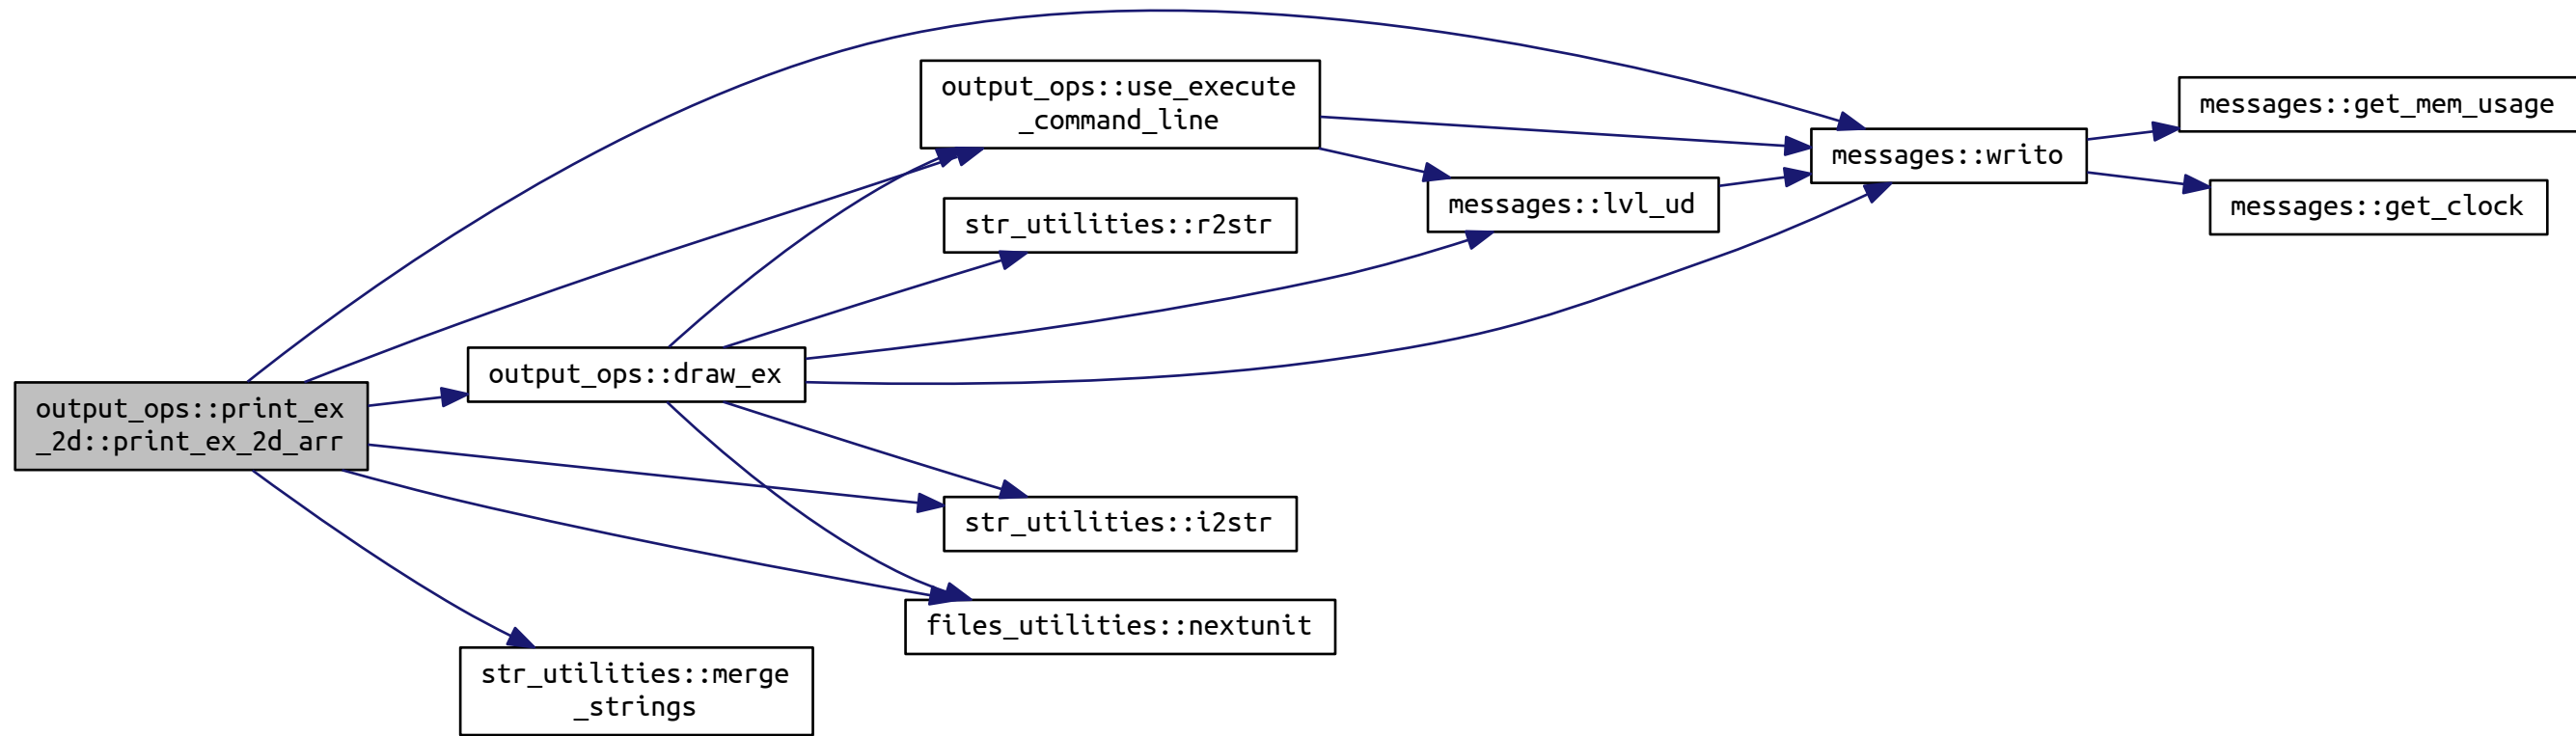 output_ops::print_ex
_2d::print_ex_2d_arr
output_ops::draw_ex
str_utilities::merge
_strings
output_ops::use_execute
_command_line
str_utilities::r2str
str_utilities::i2str
files_utilities::nextunit
messages::lvl_ud
messages::writo
messages::get_mem_usage
messages::get_clock